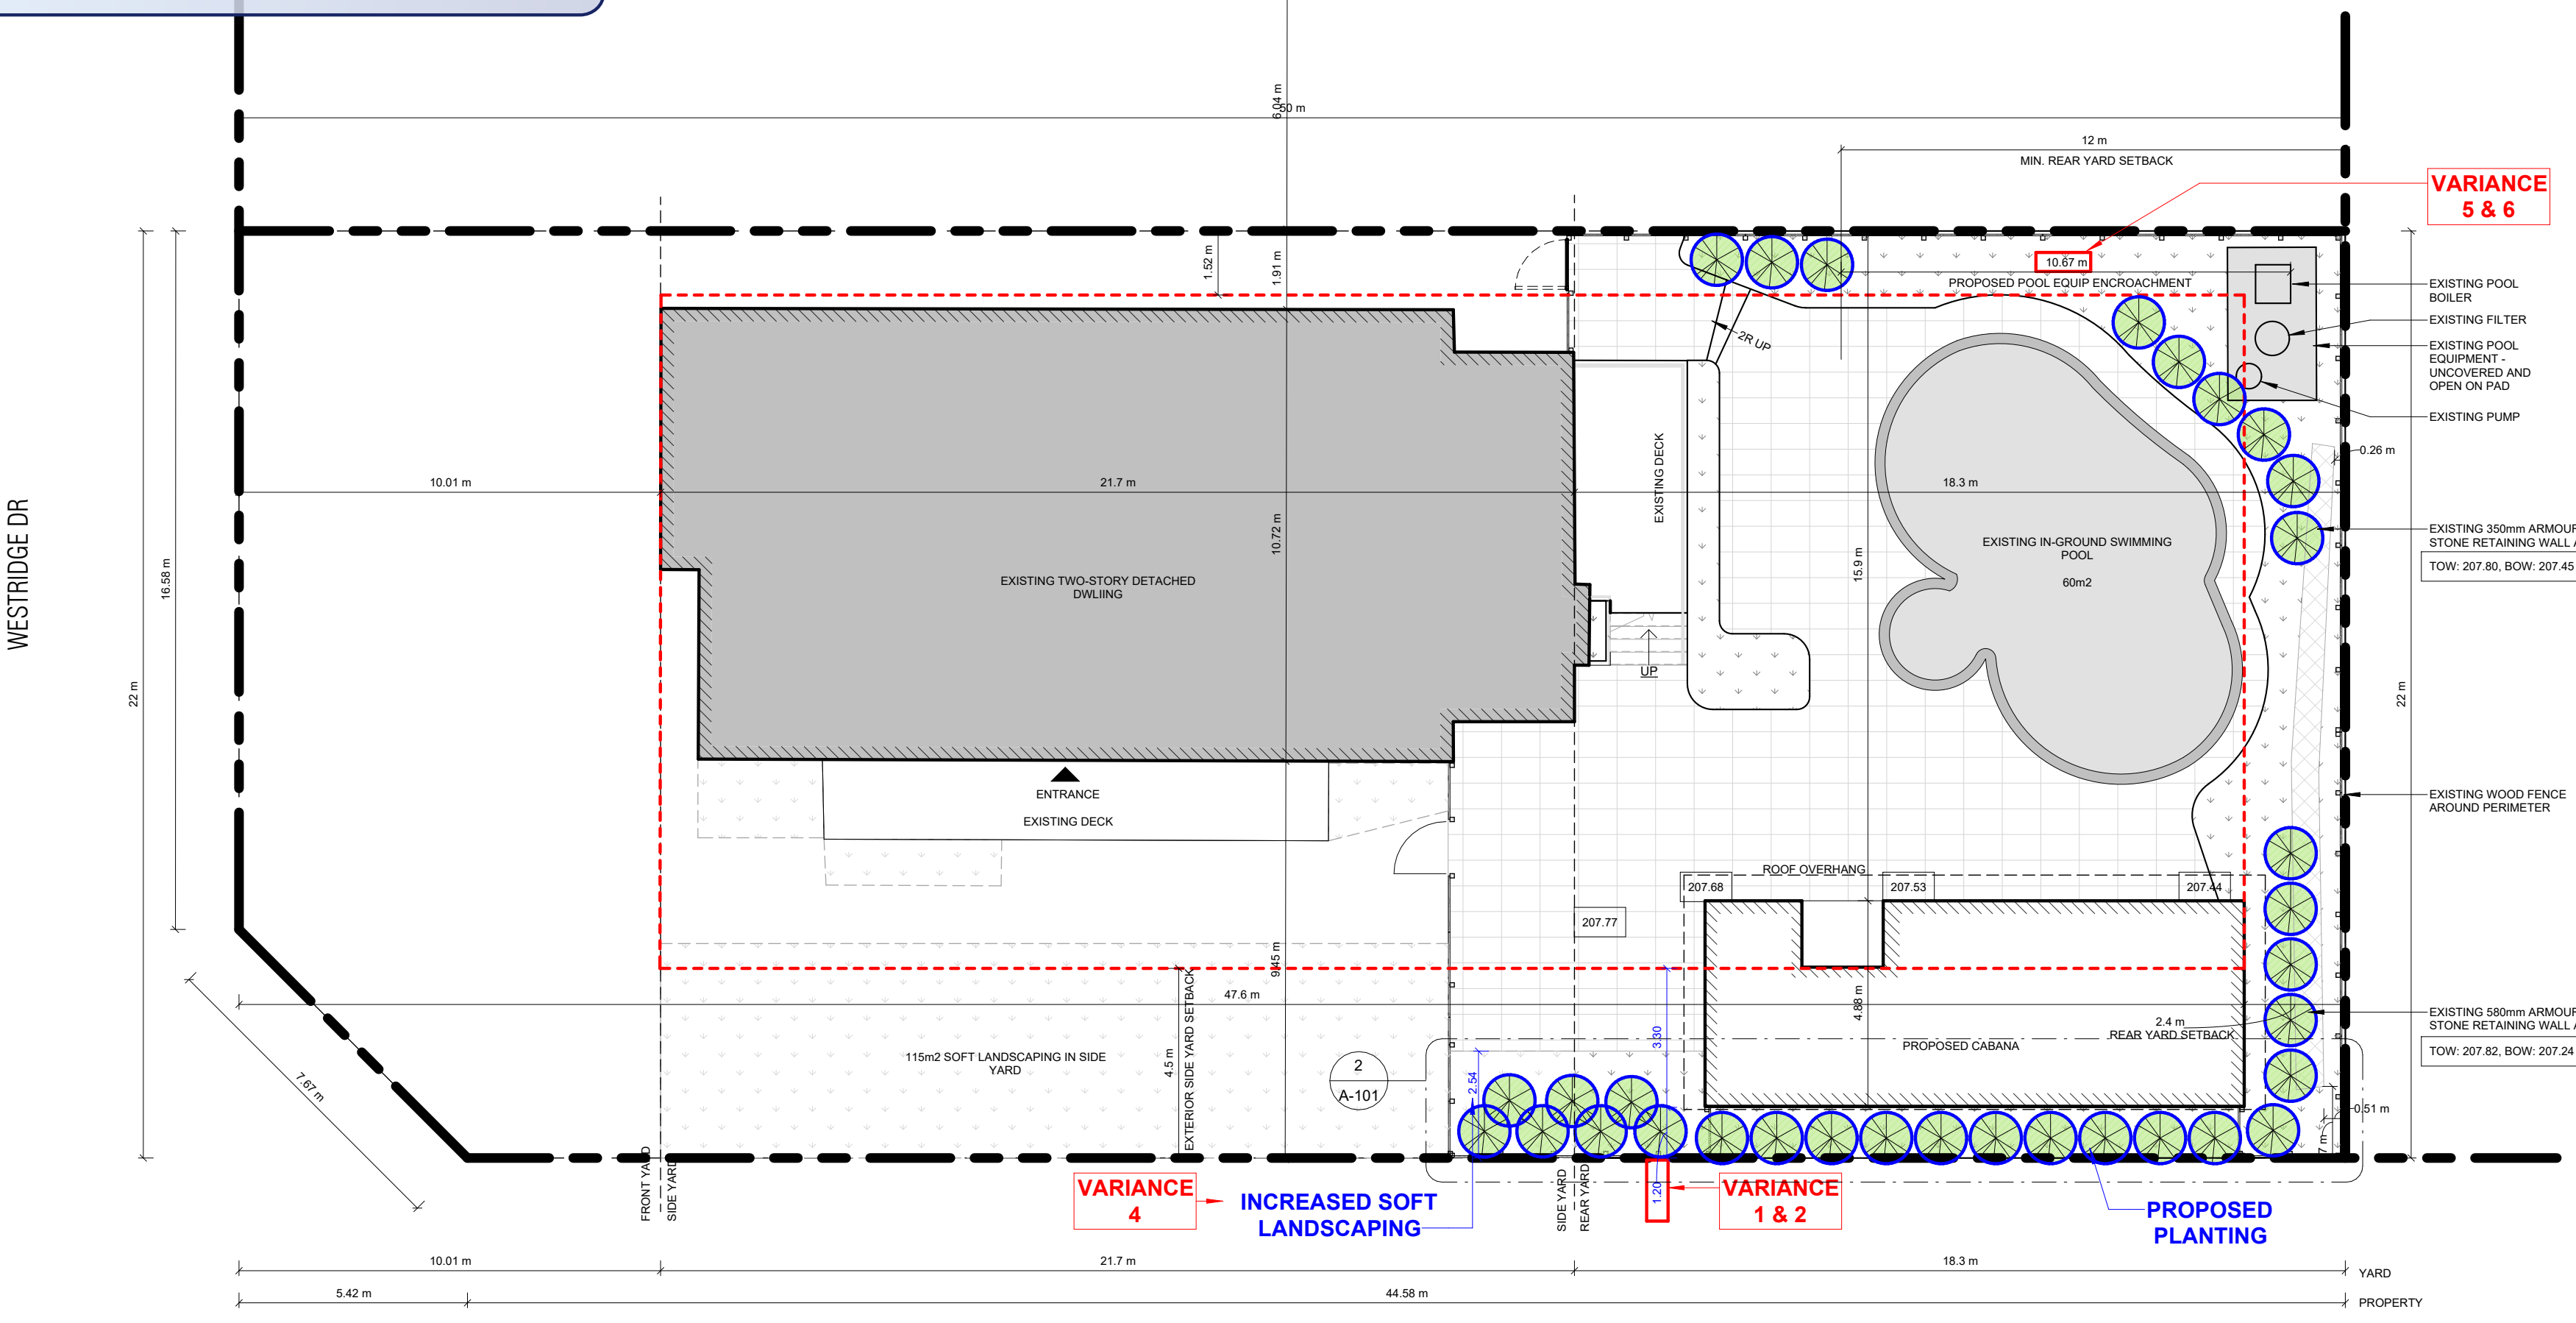 6.04 m
50 m
12 m
MIN. REAR YARD SETBACK
VARIANCE
5 & 6
1.52 m
1.91 m
10.67 m
PROPOSED POOL EQUIP ENCROACHMENT
EXISTING POOL
BOILER
EXISTING FILTER
EXISTING POOL
EQUIPMENT -
UNCOVERED AND
OPEN ON PAD
EXISTING PUMP
2R UP
0.26 m
WESTRIDGE DR
22 m
16.58 m
10.01 m
21.7 m
18.3 m
10.72 m
EXISTING DECK
15.9 m
EXISTING TWO-STORY DETACHED
DWLIING
EXISTING IN-GROUND SWIMMING
POOL
60m2
EXISTING 350mm ARMOUR
STONE RETAINING WALL
TOW: 207.80, BOW: 207.45
UP
22 m
ENTRANCE
EXISTING DECK
EXISTING WOOD FENCE
AROUND PERIMETER
ROOF OVERHANG
207.68
207.53
207.44
207.77
9.45 m
47.6 m
4.88 m
3.30
2.4 m
REAR YARD SETBACK
PROPOSED CABANA
EXISTING 580mm ARMOUR
STONE RETAINING WALL
TOW: 207.82, BOW: 207.24
115m2 SOFT LANDSCAPING IN SIDE
YARD
4.5 m
EXTERIOR SIDE YARD SETBACK
2
A-101
2.54
7.67 m
0.51 m
FRONT YARD
SIDE YARD
VARIANCE
4
INCREASED SOFT
LANDSCAPING
SIDE YARD
REAR YARD
1.20
VARIANCE
1 & 2
PROPOSED
PLANTING
10.01 m
21.7 m
18.3 m
YARD
5.42 m
44.58 m
PROPERTY